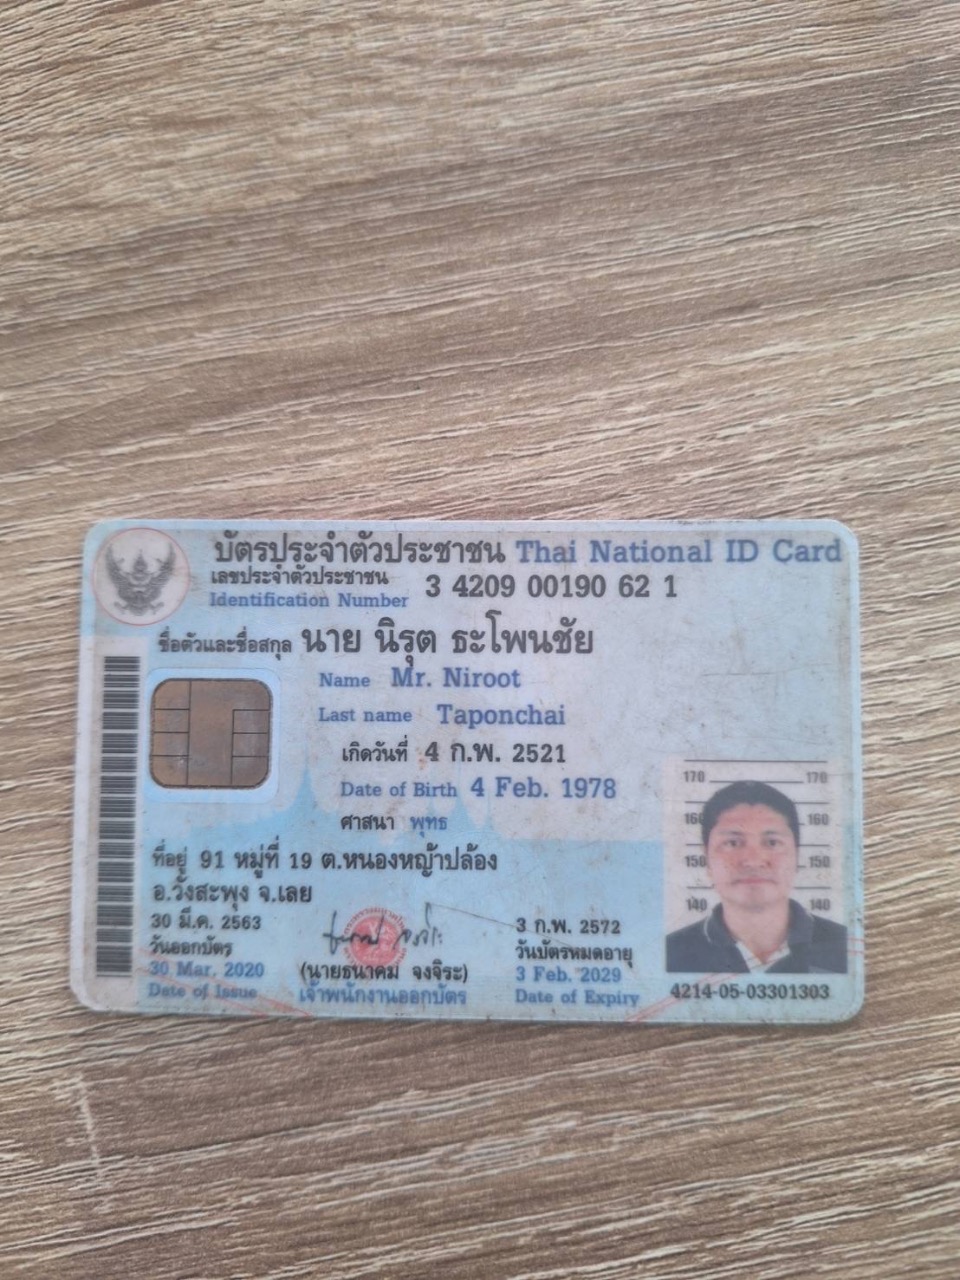 บัตรประจำตัวประชาชน Thai National ID Card
เลขประจำตัวประชาชน
Identification Number 3 4209 00190 62 1
ชื่อตัวและชื่อสกุล นาย นิรุต ธะโพนชัย
Name Mr. Niroot
Last name Taponchai
เกิดวันที่ 4 ก.พ. 2521
Date of Birth 4 Feb. 1978
ศาสนา พุทธ
ที่อยู่ 91 หมู่ที่ 19 ต.หนองหญ้าปล้อง
อ.วังสะพุง จ.เลย
30 มี.ค. 2563
วันออกบัตร
30 Mar. 2020
Date of Issue
(นายธนาคม จงจิระ)
เจ้าพนักงานออกบัตร
3 ก.พ. 2572
วันบัตรหมดอายุ
3 Feb. 2029
Date of Expiry
170 170
160 160
150 150
140 140
4214-05-03301303